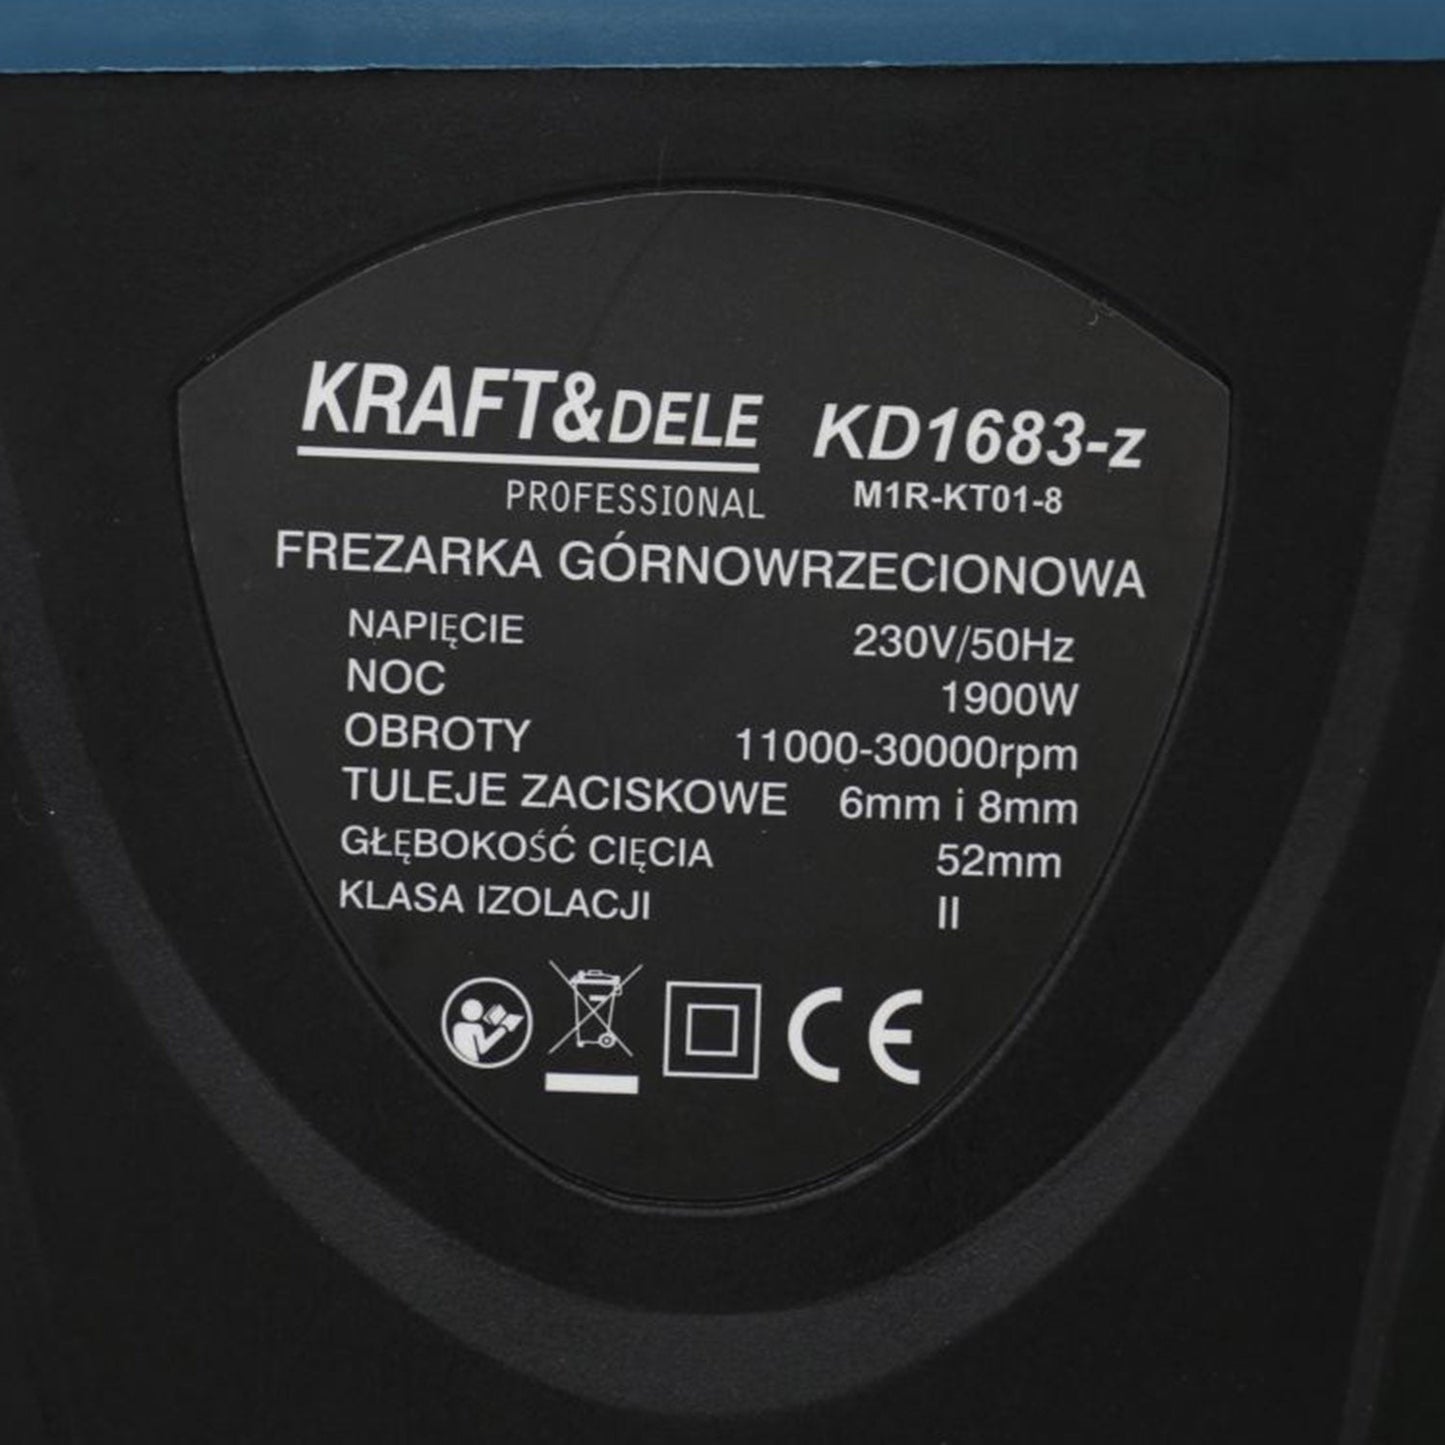 KRAFT&DELE KD1683-z
PROFESSIONAL M1R-KT01-8
FREZARKA GÓRNOWRZECIONOWA
NAPIĘCIE 230V/50Hz
NOC 1900W
OBROTY 11000-30000rpm
TULEJE ZACISKOWE 6mm i 8mm
GŁĘBOKOŚĆ CIĘCIA 52mm
KLASA IZOLACJI II
CE